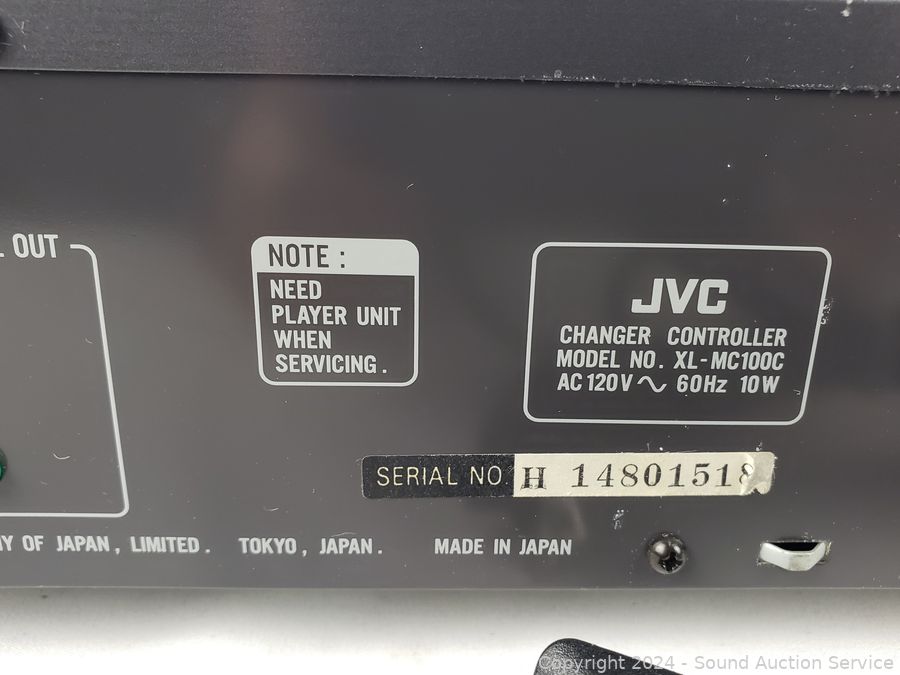 OUT
NOTE :
NEED
PLAYER UNIT
WHEN
SERVICING.
JVC
CHANGER CONTROLLER
MODEL NO. XL-MC100C
AC 120V ~ 60Hz 10W
SERIAL NO. H 14801518
OF JAPAN, LIMITED. TOKYO, JAPAN. MADE IN JAPAN
Copyright 2024 - Sound Auction Service